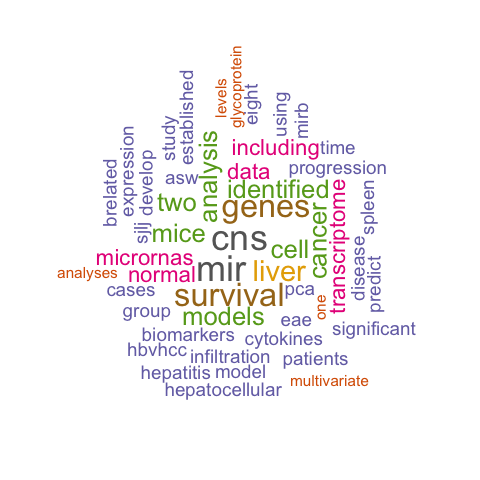 glycoprotein
levels
eight
using
mirb
established
study
analysis
including
time
expression
develop
brelated
asw
data
progression
two
identified
genes
cancer
transcriptome
spleen
sjlj
mice
cns
cell
micrornas
normal
mir
liver
disease
predict
analyses
cases
survival
pca
one
group
models
eae
significant
biomarkers
cytokines
hbvhcc
infiltration
patients
hepatitis
model
hepatocellular
multivariate